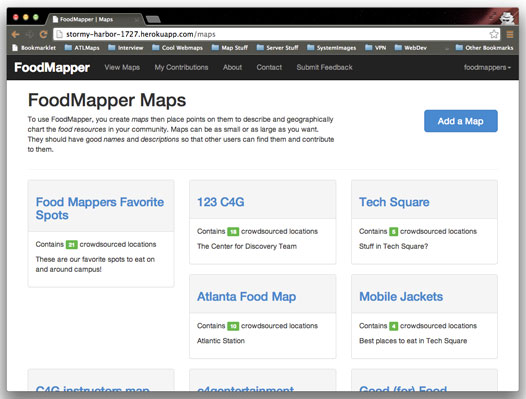 FoodMapper | Maps
stormy-harbor-1727.herokuapp.com/maps
Bookmarklet ATLMaps Interview Cool Webmaps Map Stuff Server Stuff SystemImages VPN WebDev » Other Bookmarks
FoodMapper View Maps My Contributions About Contact Submit Feedback foodmappers
FoodMapper Maps
To use FoodMapper, you create maps then place points on them to describe and geographically
chart the food resources in your community. Maps can be as small or as large as you want.
They should have good names and descriptions so that other users can find them and contribute
to them.
Add a Map
Food Mappers Favorite
Spots
Contains 21 crowdsourced locations
These are our favorite spots to eat on
and around campus!
123 C4G
Contains 18 crowdsourced locations
The Center for Discovery Team
Tech Square
Contains 5 crowdsourced locations
Stuff in Tech Square?
Atlanta Food Map
Contains 10 crowdsourced locations
Atlantic Station
Mobile Jackets
Contains 4 crowdsourced locations
Best places to eat in Tech Square
C4G instructors map
c4gentertainment
Good (for) Food